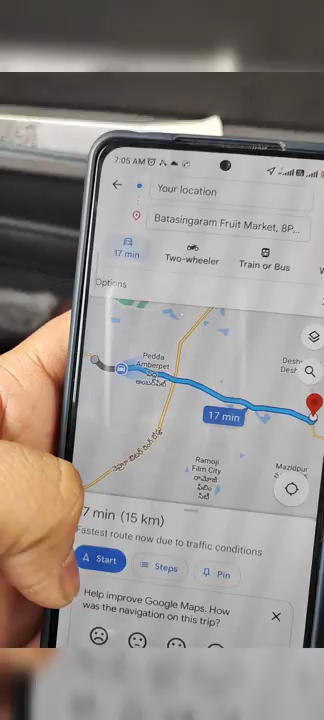 7:05 AM
Your location
Batasingaram Fruit Market, 8P...
17 min
Two-wheeler
Train or Bus
W
Options
Pedda
Amberpet
పెద్ద
అంబర్‌పేట్
17 min
Ramoji
Film City
రామోజీ
ఫిలిం
సిటీ
Mazidpur
7 min (15 km)
Fastest route now due to traffic conditions
Start
Steps
Pin
Help improve Google Maps. How
was the navigation on this trip?